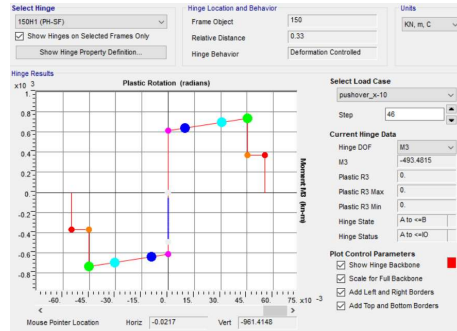 Select Hinge
150H1 (PH-SF)
Show Hinges on Selected Frames Only
Show Hinge Property Definition...
Hinge Location and Behavior
Frame Object 150
Relative Distance 0.33
Hinge Behavior Deformation Controlled
Units
KN, m, C
Hinge Results
x10 3
Plastic Rotation (radians)
1.
0.8
0.6
0.4
0.2
0.
-0.2
-0.4
-0.6
-0.8
Moment M3 (kn-m)
-60. -45. -30. -15. 0. 15. 30. 45. 60. 75. x10 -3
Mouse Pointer Location Horiz -0.0217 Vert -961.4148
Select Load Case
pushover_x-10
Step 46
Current Hinge Data
Hinge DOF M3
M3 -493.4815
Plastic R3 0.
Plastic R3 Max 0.
Plastic R3 Min 0.
Hinge State A to <=B
Hinge Status A to <=IO
Plot Control Parameters
Show Hinge Backbone
Scale for Full Backbone
Add Left and Right Borders
Add Top and Bottom Borders